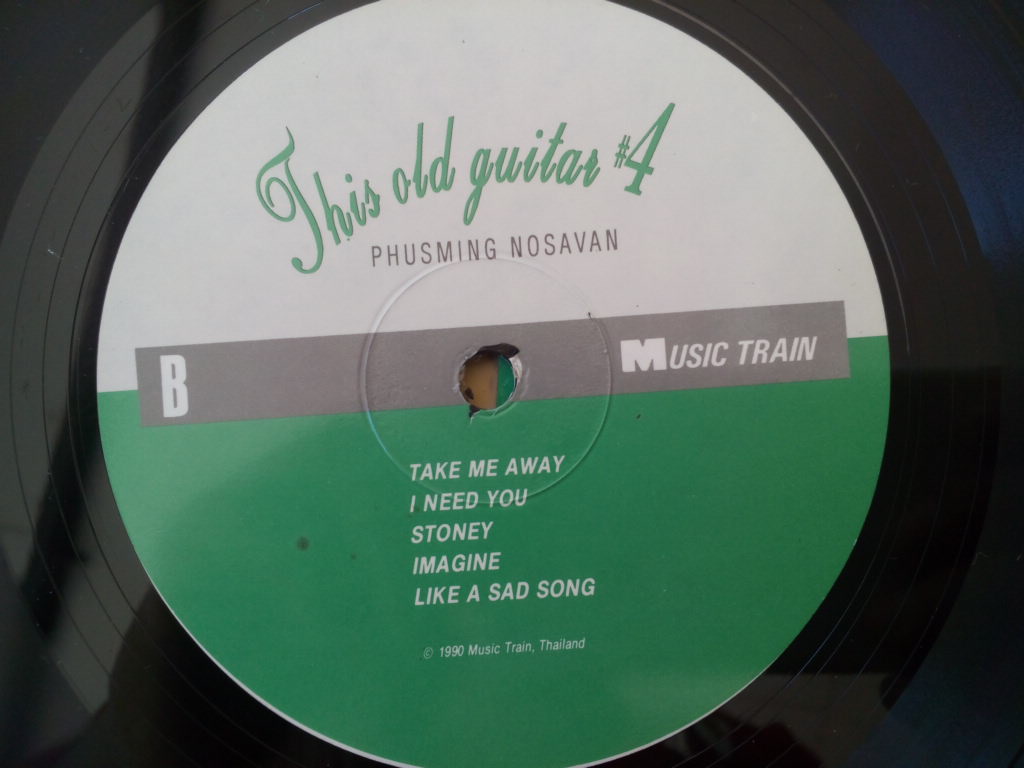 This old guitar #4
PHUSMING NOSAVAN
B
MUSIC TRAIN
TAKE ME AWAY
I NEED YOU
STONEY
IMAGINE
LIKE A SAD SONG
© 1990 Music Train, Thailand